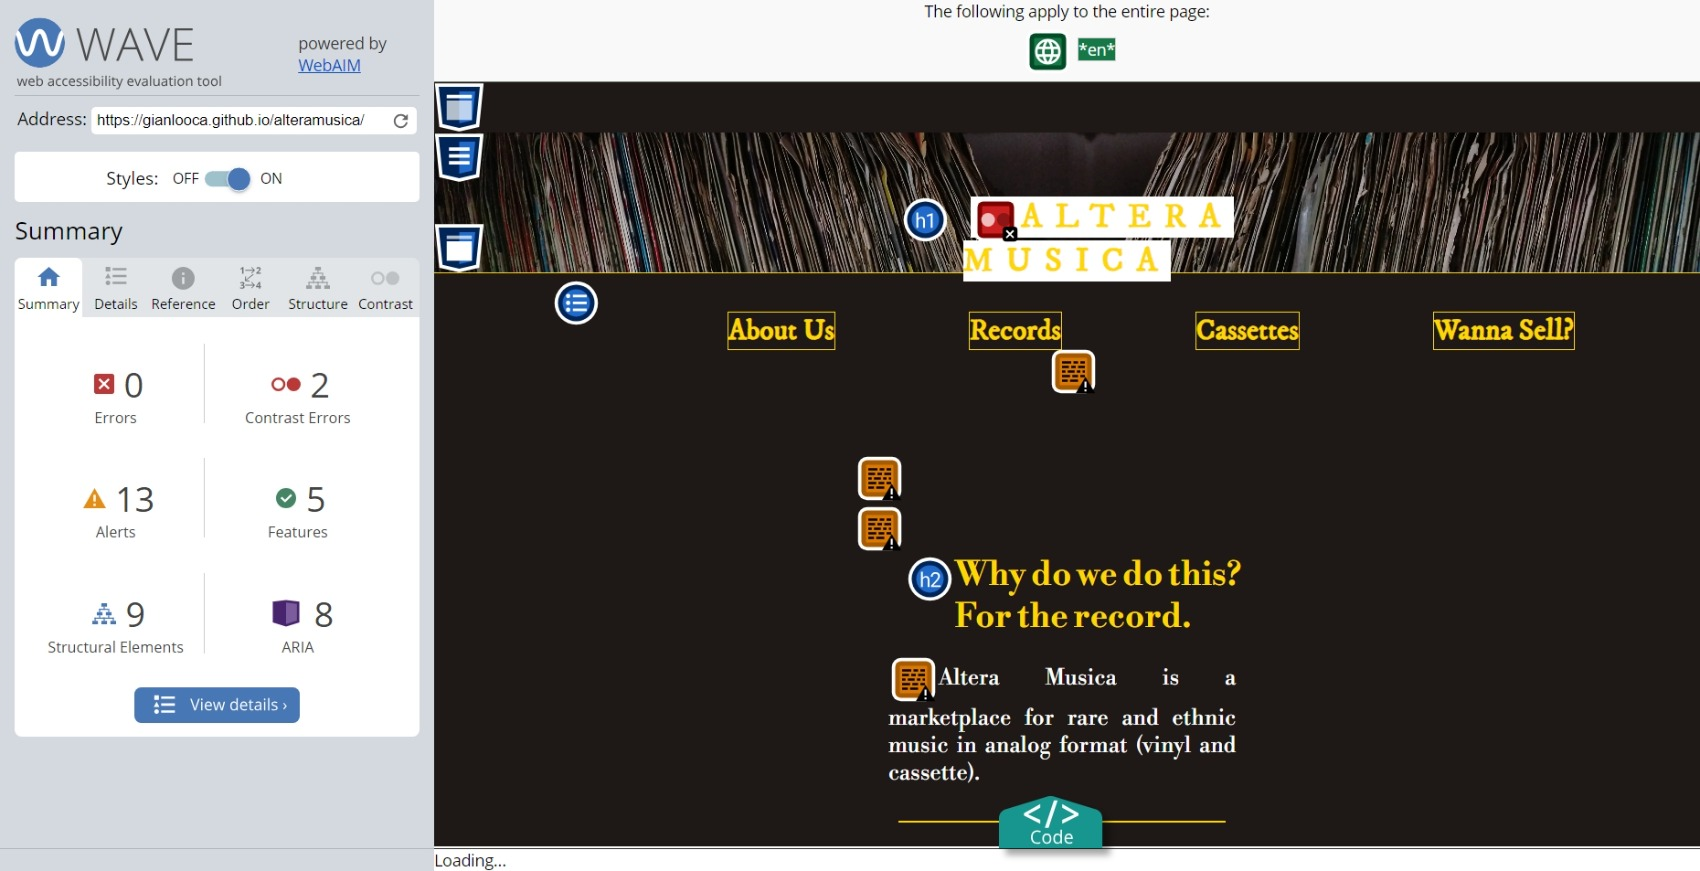 WAVE
web accessibility evaluation tool
powered by
WebAIM
Address: https://gianlooca.github.io/alteramusica/
Styles: OFF ON
Summary
Summary Details Reference Order Structure Contrast
0
Errors
2
Contrast Errors
13
Alerts
5
Features
9
Structural Elements
8
ARIA
View details ›
The following apply to the entire page:
*en*
h1 ALTERA
MUSICA
About Us Records Cassettes Wanna Sell?
h2 Why do we do this?
For the record.
Altera Musica is a
marketplace for rare and ethnic
music in analog format (vinyl and
cassette).
</>
Code
Loading...